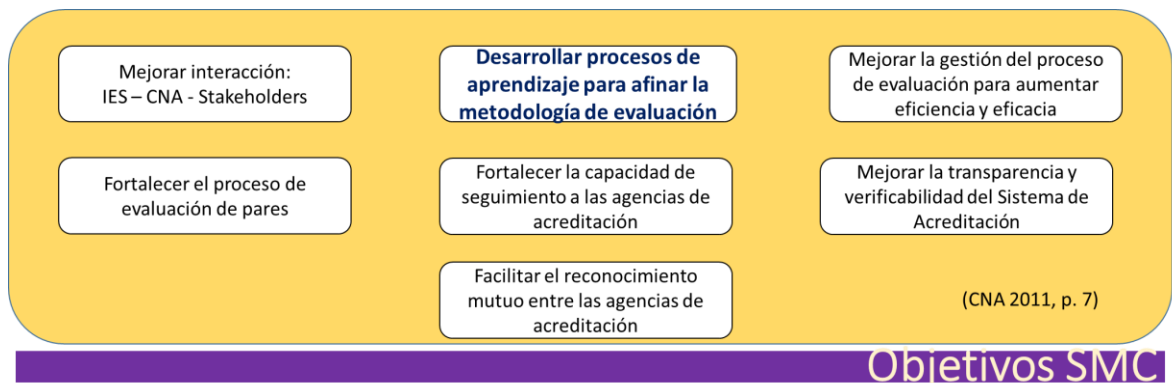 Mejorar interacción:
IES – CNA - Stakeholders
Desarrollar procesos de
aprendizaje para afinar la
metodología de evaluación
Mejorar la gestión del proceso
de evaluación para aumentar
eficiencia y eficacia
Fortalecer el proceso de
evaluación de pares
Fortalecer la capacidad de
seguimiento a las agencias de
acreditación
Mejorar la transparencia y
verificabilidad del Sistema de
Acreditación
Facilitar el reconocimiento
mutuo entre las agencias de
acreditación
(CNA 2011, p. 7)
Objetivos SMC